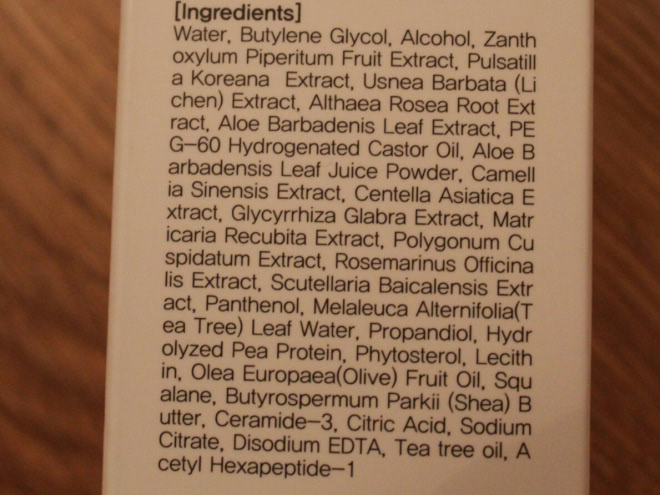 [Ingredients]
Water, Butylene Glycol, Alcohol, Zanth
oxylum Piperitum Fruit Extract, Pulsatill
a Koreana Extract, Usnea Barbata (Li
chen) Extract, Althaea Rosea Root Ext
ract, Aloe Barbadenis Leaf Extract, PE
G-60 Hydrogenated Castor Oil, Aloe B
arbadensis Leaf Juice Powder, Camell
ia Sinensis Extract, Centella Asiatica E
xtract, Glycyrrhiza Glabra Extract, Matr
icaria Recubita Extract, Polygonum Cu
spidatum Extract, Rosemarinus Officina
lis Extract, Scutellaria Baicalensis Extr
act, Panthenol, Melaleuca Alternifolia(T
ea Tree) Leaf Water, Propandiol, Hydr
olyzed Pea Protein, Phytosterol, Lecith
in, Olea Europaea(Olive) Fruit Oil, Squ
alane, Butyrospermum Parkii (Shea) B
utter, Ceramide-3, Citric Acid, Sodium
Citrate, Disodium EDTA, Tea tree oil, A
cetyl Hexapeptide-1